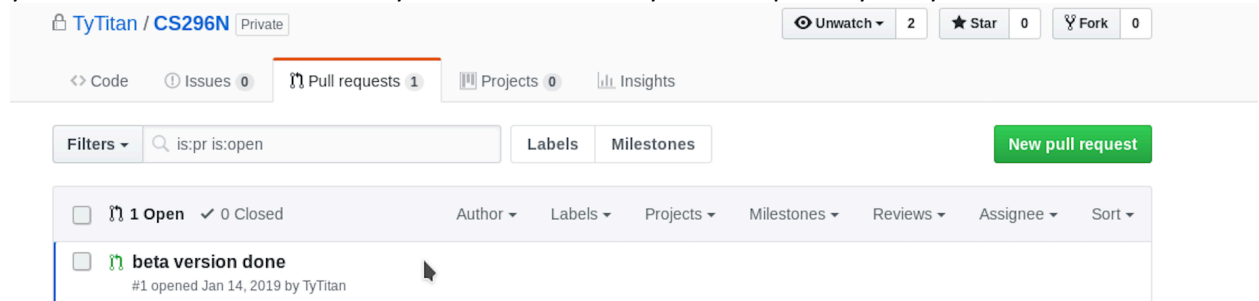 TyTitan / CS296N Private Unwatch 2 Star 0 Fork 0
Code Issues 0 Pull requests 1 Projects 0 Insights
Filters is:pr is:open Labels Milestones New pull request
1 Open 0 Closed Author Labels Projects Milestones Reviews Assignee Sort
beta version done
#1 opened Jan 14, 2019 by TyTitan